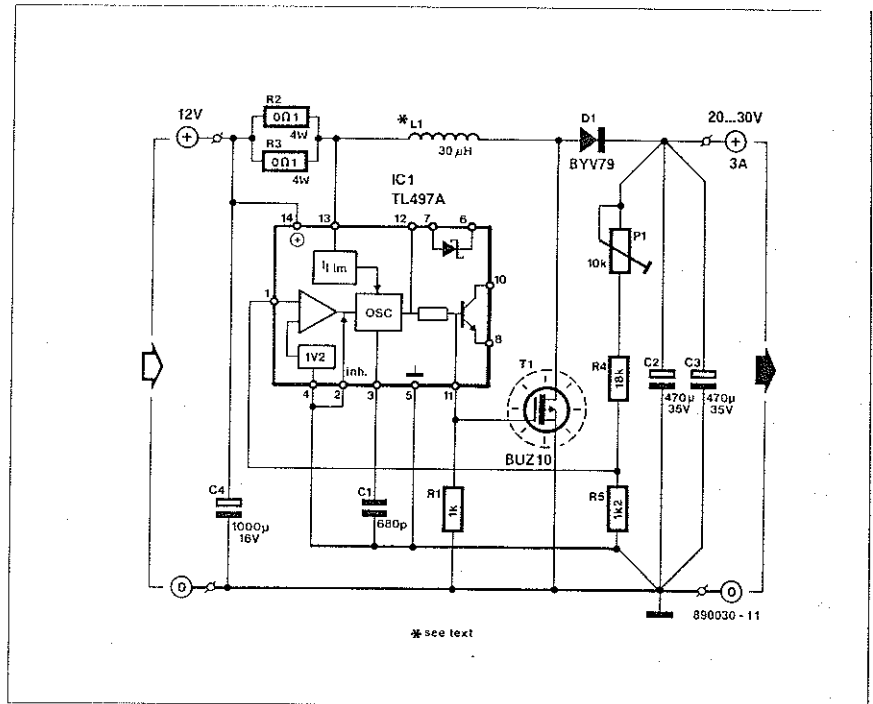 12V
R2
0Ω1
4W
R3
0Ω1
4W
* L1
30 µH
D1
BYV79
20...30V
3A
IC1
TL497A
14
13
12
7
6
I lim
P1
10k
10
1
OSC
8
1V2
inh.
4
2
3
5
11
T1
BUZ10
R4
18k
C2
470µ
35V
C3
470µ
35V
C4
1000µ
16V
C1
680p
R1
1k
R5
1k2
0
0
890030 - 11
* see text